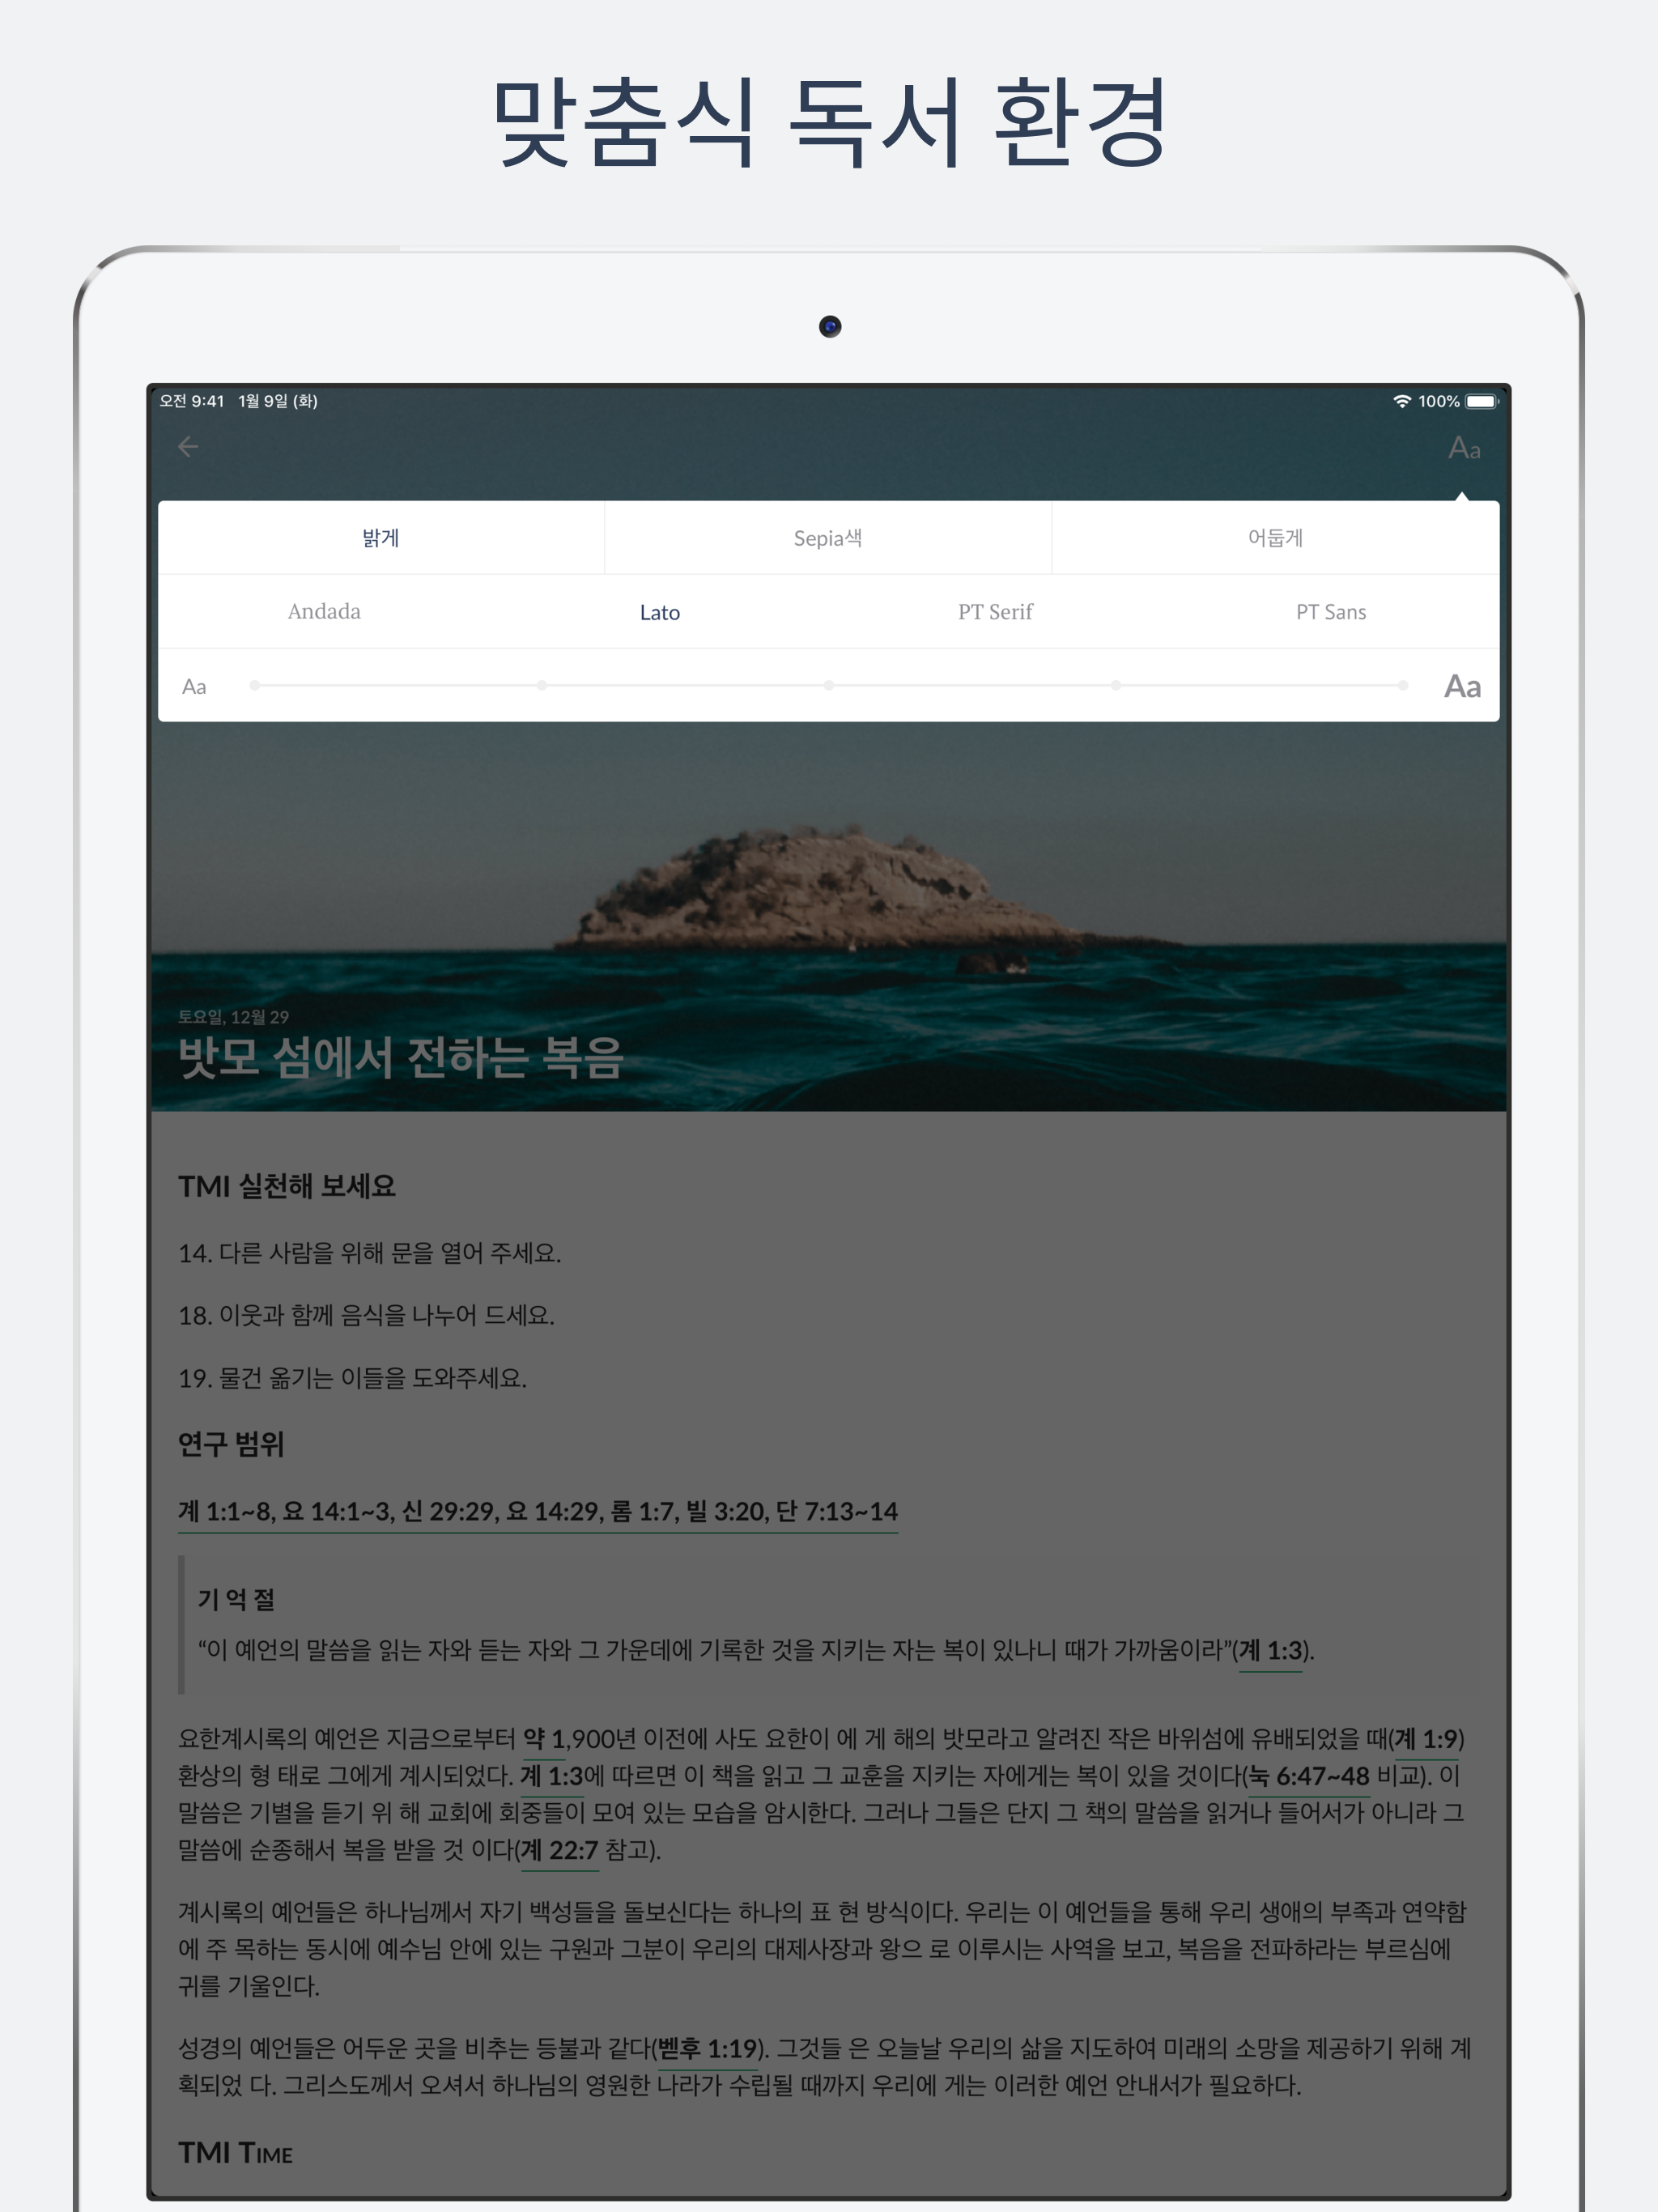 맞춤식 독서 환경
오전 9:41 1월 9일 (화) 100%
Aa
밝게 Sepia색 어둡게
Andada Lato PT Serif PT Sans
Aa Aa
토요일, 12월 29
밧모 섬에서 전하는 복음
TMI 실천해 보세요
14. 다른 사람을 위해 문을 열어 주세요.
18. 이웃과 함께 음식을 나누어 드세요.
19. 물건 옮기는 이들을 도와주세요.
연구 범위
계 1:1~8, 요 14:1~3, 신 29:29, 요 14:29, 롬 1:7, 빌 3:20, 단 7:13~14
기 억 절
“이 예언의 말씀을 읽는 자와 듣는 자와 그 가운데에 기록한 것을 지키는 자는 복이 있나니 때가 가까움이라”(계 1:3).
요한계시록의 예언은 지금으로부터 약 1,900년 이전에 사도 요한이 에 게 해의 밧모라고 알려진 작은 바위섬에 유배되었을 때(계 1:9)
환상의 형 태로 그에게 계시되었다. 계 1:3에 따르면 이 책을 읽고 그 교훈을 지키는 자에게는 복이 있을 것이다(눅 6:47~48 비교). 이
말씀은 기별을 듣기 위 해 교회에 회중들이 모여 있는 모습을 암시한다. 그러나 그들은 단지 그 책의 말씀을 읽거나 들어서가 아니라 그
말씀에 순종해서 복을 받을 것 이다(계 22:7 참고).
계시록의 예언들은 하나님께서 자기 백성들을 돌보신다는 하나의 표 현 방식이다. 우리는 이 예언들을 통해 우리 생애의 부족과 연약함
에 주 목하는 동시에 예수님 안에 있는 구원과 그분이 우리의 대제사장과 왕으 로 이루시는 사역을 보고, 복음을 전파하라는 부르심에
귀를 기울인다.
성경의 예언들은 어두운 곳을 비추는 등불과 같다(벧후 1:19). 그것들 은 오늘날 우리의 삶을 지도하여 미래의 소망을 제공하기 위해 계
획되었 다. 그리스도께서 오셔서 하나님의 영원한 나라가 수립될 때까지 우리에 게는 이러한 예언 안내서가 필요하다.
TMI TIME